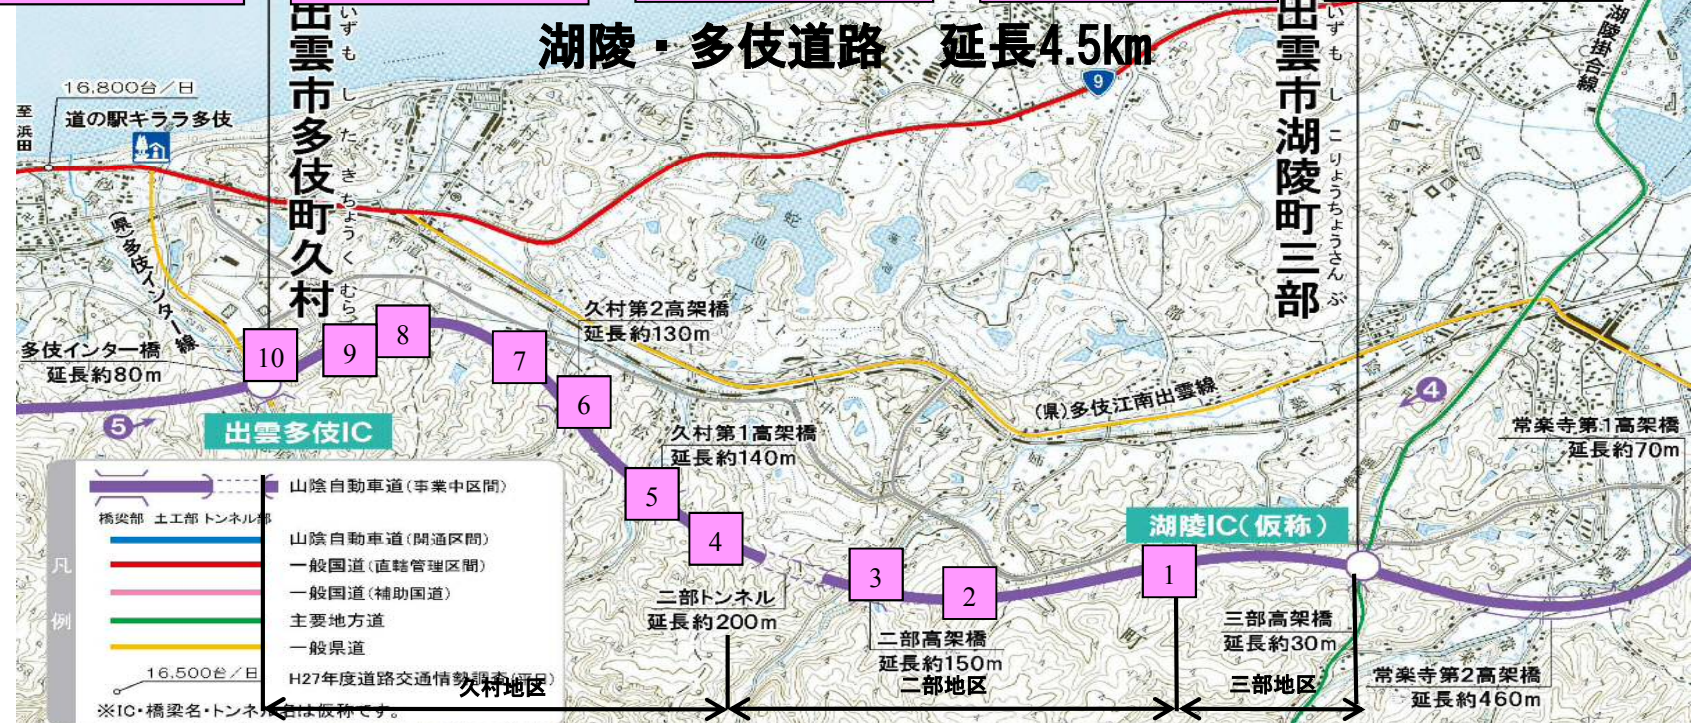 湖陵・多伎道路　延長4.5km
出雲市多伎町久村
いずもしたきちょうくむら
出雲市湖陵町三部
いずもしこりょうちょうさんぶ
湖陵掛合線
9
16,800台/日
至 浜田
道の駅キララ多伎
(県)多伎インター線
多伎インター橋
延長約80m
久村第2高架橋
延長約130m
(県)多伎江南出雲線
久村第1高架橋
延長約140m
常楽寺第1高架橋
延長約70m
10
9
8
7
6
5
4
3
2
1
⑤
④
出雲多伎IC
湖陵IC(仮称)
二部トンネル
延長約200m
二部高架橋
延長約150m
三部高架橋
延長約30m
常楽寺第2高架橋
延長約460m
久村地区
二部地区
三部地区
凡例
山陰自動車道(事業中区間)
橋梁部 土工部 トンネル部
山陰自動車道(開通区間)
一般国道(直轄管理区間)
一般国道(補助国道)
主要地方道
一般県道
16,500台/日
H27年度道路交通情勢調査(平日)
※IC・橋梁名・トンネル名は仮称です。